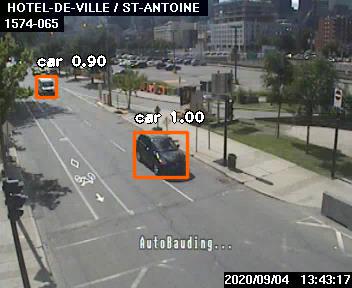 HOTEL-DE-VILLE / ST-ANTOINE
1574-065
car 0.90
car 1.00
AutoBauding...
2020/09/04 13:43:17